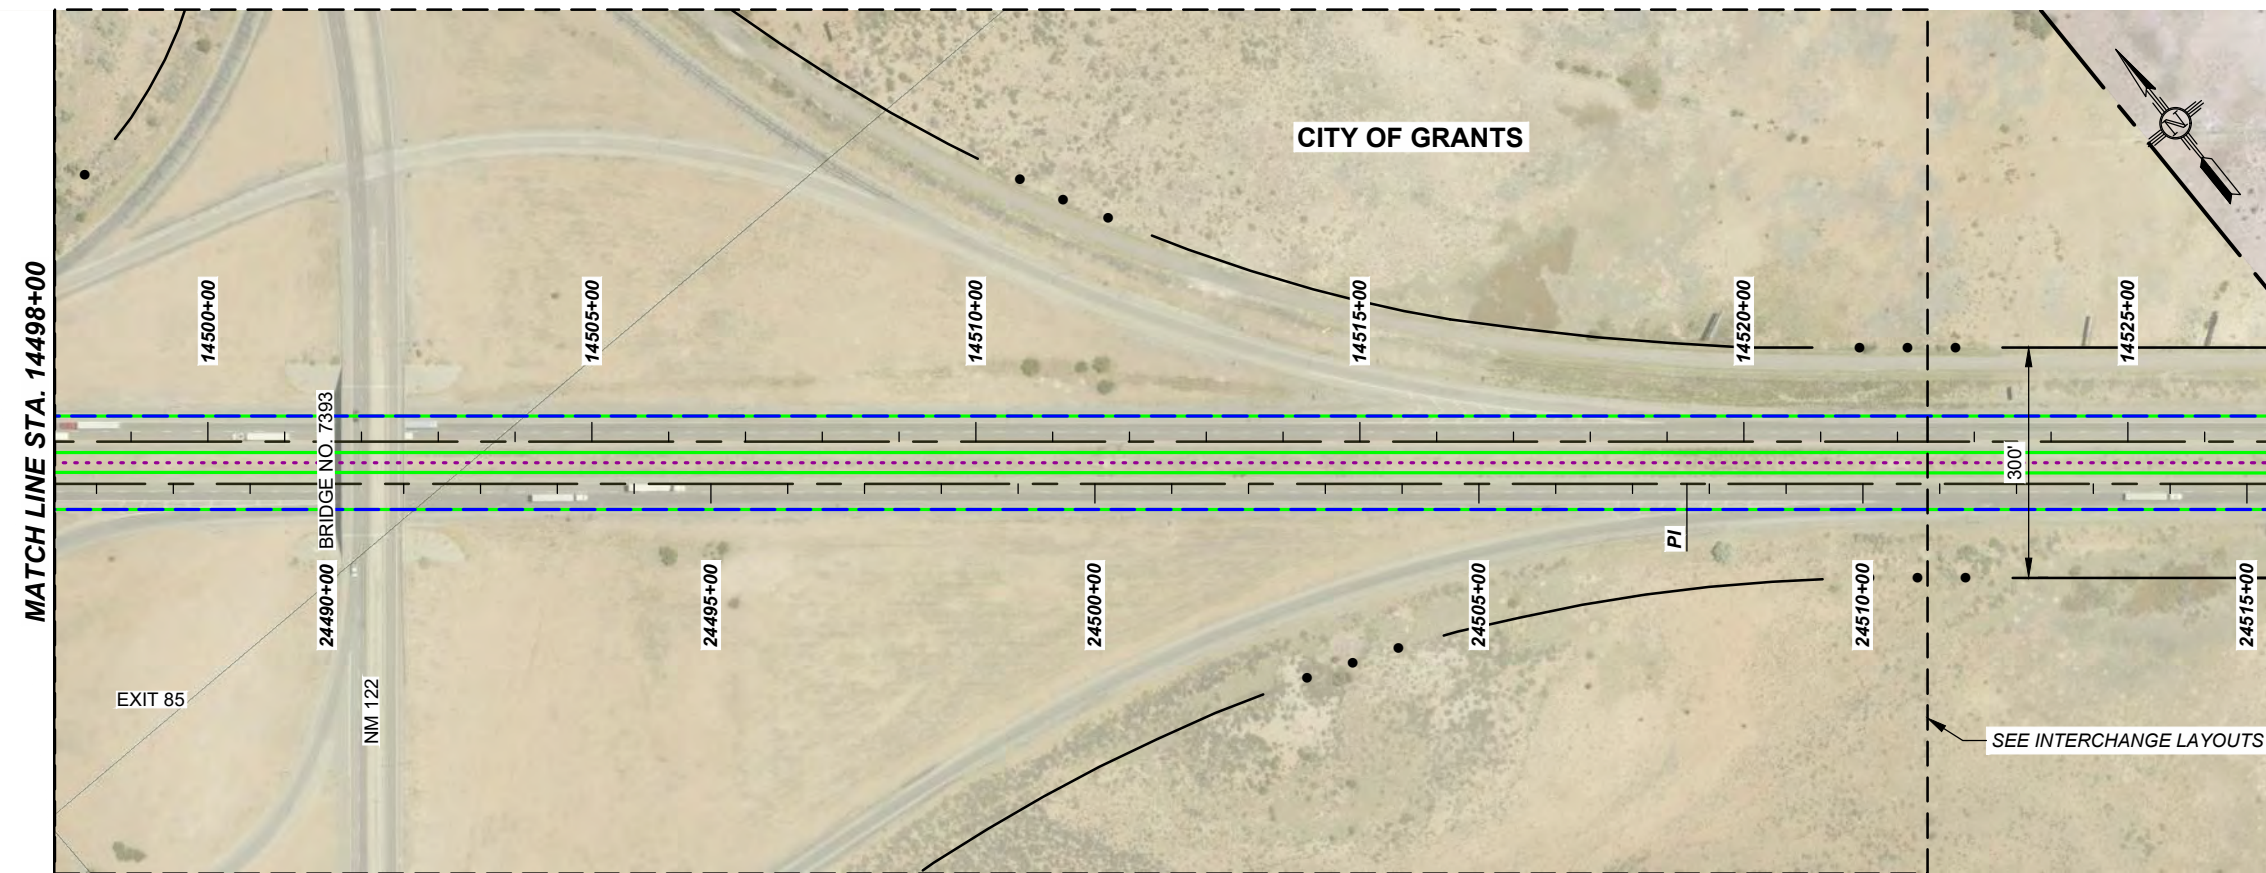 MATCH LINE STA. 14498+00
CITY OF GRANTS
N
14500+00
14505+00
14510+00
14515+00
14520+00
14525+00
BRIDGE NO. 7393
300'
PI
24490+00
24495+00
24500+00
24505+00
24510+00
24515+00
EXIT 85
NM 122
SEE INTERCHANGE LAYOUTS